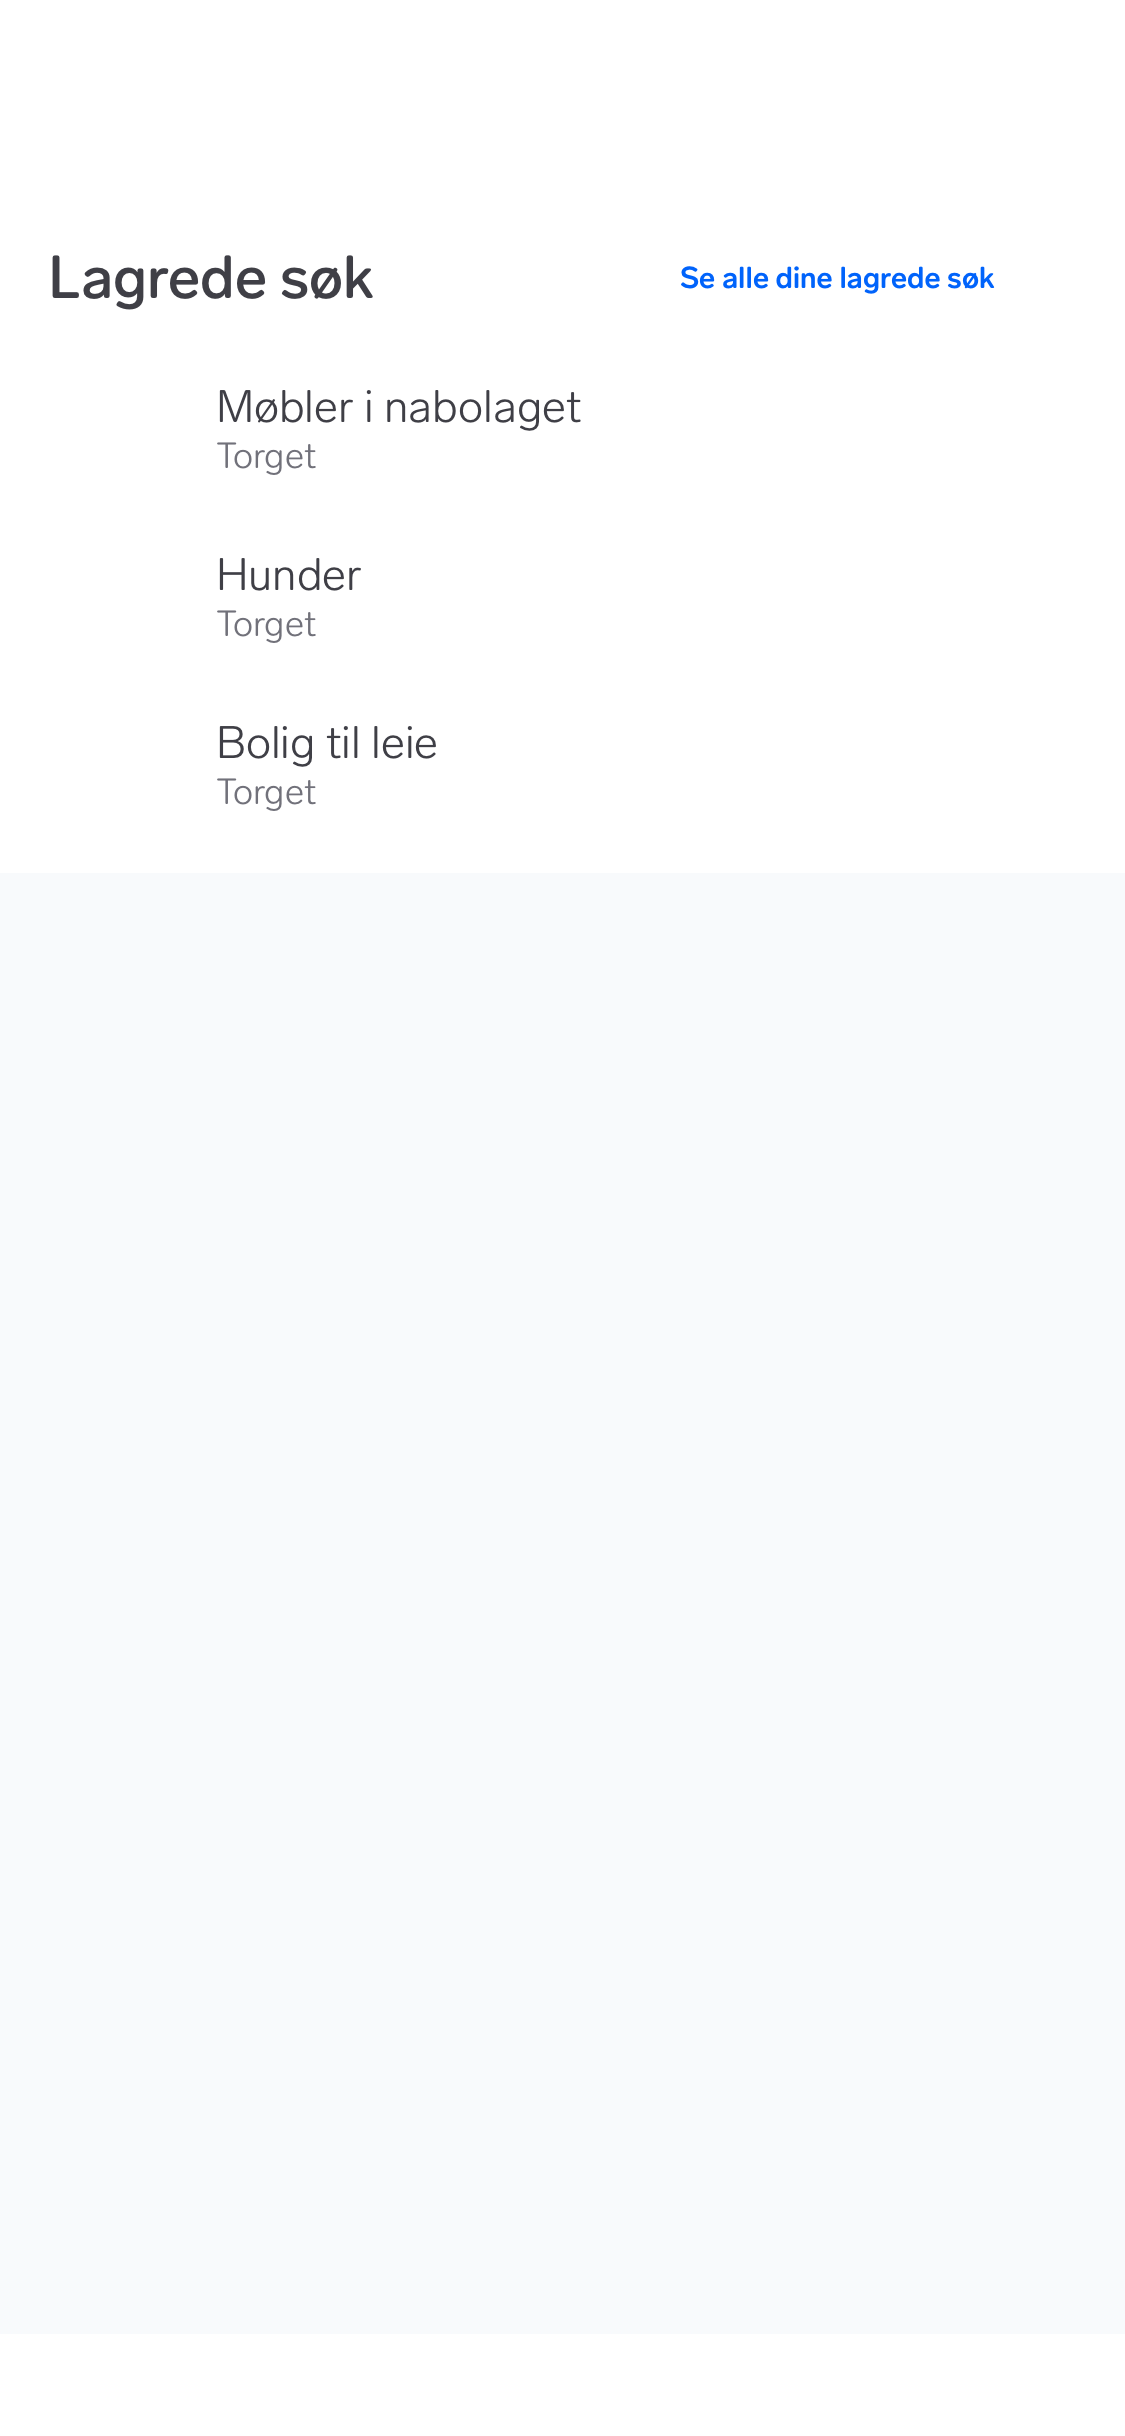 Lagrede søk
Se alle dine lagrede søk
Møbler i nabolaget
Torget
Hunder
Torget
Bolig til leie
Torget